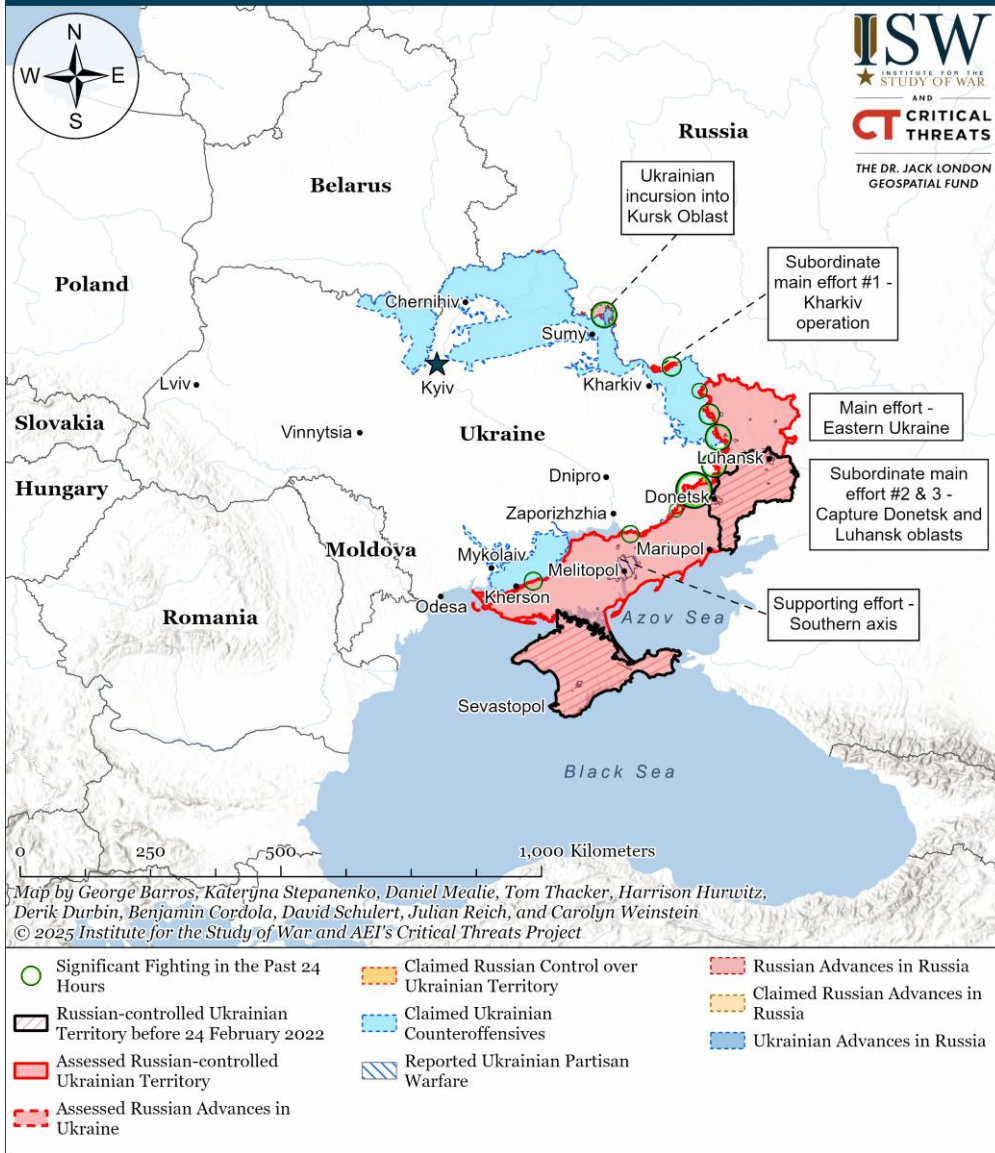 N
W E
S
ISW
INSTITUTE FOR THE
STUDY OF WAR
AND
CT CRITICAL
THREATS
THE DR. JACK LONDON
GEOSPATIAL FUND
Russia
Belarus
Ukrainian
incursion into
Kursk Oblast
Poland
Subordinate
main effort #1 -
Kharkiv
operation
Chernihiv
Sumy
Kyiv
Kharkiv
Lviv
Slovakia
Vinnytsia
Ukraine
Main effort -
Eastern Ukraine
Luhansk
Hungary
Dnipro
Donetsk
Subordinate main
effort #2 & 3 -
Capture Donetsk and
Luhansk oblasts
Zaporizhzhia
Moldova
Mykolaiv
Mariupol
Melitopol
Kherson
Odesa
Romania
Azov Sea
Supporting effort -
Southern axis
Sevastopol
Black Sea
0 250 500 1,000 Kilometers
Map by George Barros, Kateryna Stepanenko, Daniel Mealie, Tom Thacker, Harrison Hurwitz,
Derik Durbin, Benjamin Cordola, David Schulert, Julian Reich, and Carolyn Weinstein
© 2025 Institute for the Study of War and AEI's Critical Threats Project
Significant Fighting in the Past 24
Hours
Russian-controlled Ukrainian
Territory before 24 February 2022
Assessed Russian-controlled
Ukrainian Territory
Assessed Russian Advances in
Ukraine
Claimed Russian Control over
Ukrainian Territory
Claimed Ukrainian
Counteroffensives
Reported Ukrainian Partisan
Warfare
Russian Advances in Russia
Claimed Russian Advances in
Russia
Ukrainian Advances in Russia